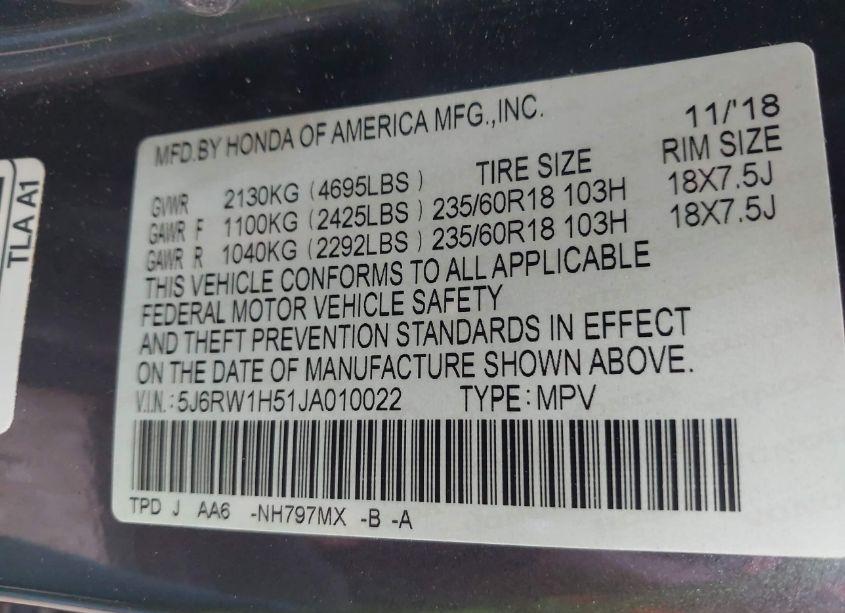 MFD.BY HONDA OF AMERICA MFG.,INC. 11/'18
TIRE SIZE RIM SIZE
GVWR 2130KG (4695LBS)
GAWR F 1100KG (2425LBS) 235/60R18 103H 18X7.5J
GAWR R 1040KG (2292LBS) 235/60R18 103H 18X7.5J
THIS VEHICLE CONFORMS TO ALL APPLICABLE
FEDERAL MOTOR VEHICLE SAFETY
AND THEFT PREVENTION STANDARDS IN EFFECT
ON THE DATE OF MANUFACTURE SHOWN ABOVE.
V.I.N.: 5J6RW1H51JA010022 TYPE: MPV
TPD J AA6 -NH797MX -B -A
TLA A1